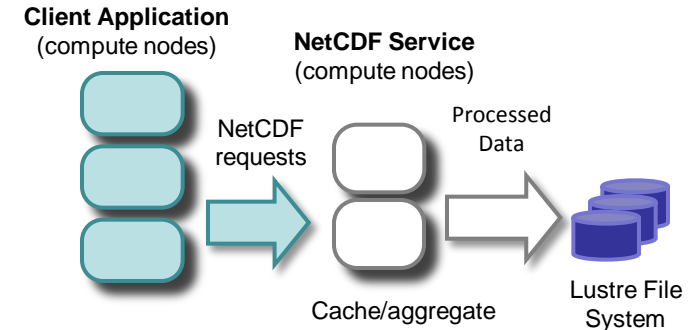 Client Application
(compute nodes)
NetCDF Service
(compute nodes)
NetCDF
requests
Processed
Data
Cache/aggregate
Lustre File
System